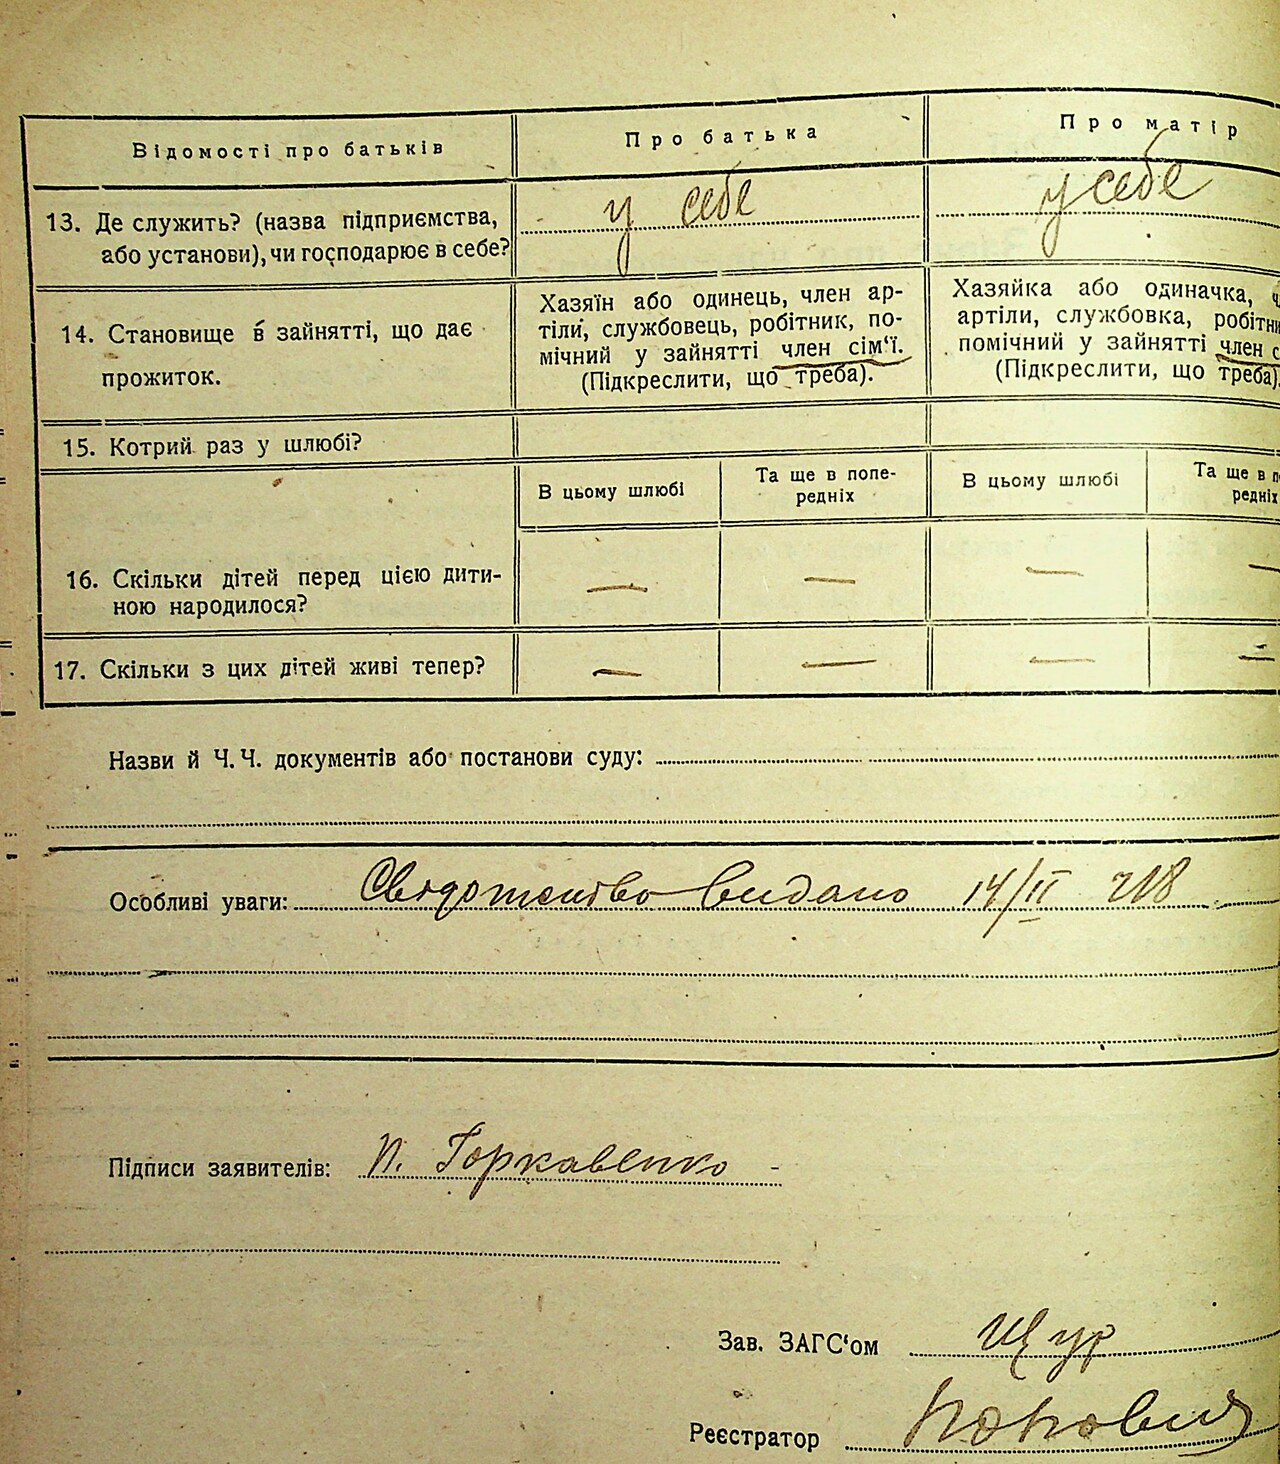 Відомості про батьків
Про батька
Про матір
13. Де служить? (назва підприємства,
або установи), чи господарює в себе?
у себе
у себе
14. Становище в зайнятті, що дає
прожиток.
Хазяїн або одинець, член ар-
тіли, службовець, робітник, по-
мічний у зайнятті член сім‘ї.
(Підкреслити, що треба).
Хазяйка або одиначка, ч
артіли, службовка, робітни
помічний у зайнятті член с
(Підкреслити, що треба)
15. Котрий раз у шлюбі?
В цьому шлюбі
Та ще в попе-
редніх
В цьому шлюбі
Та ще в п
редніх
16. Скільки дітей перед цією дити-
ною народилося?
— — — —
17. Скільки з цих дітей живі тепер?
— — — —
Назви й Ч. Ч. документів або постанови суду:
Особливі уваги: Свідоцтво видано 14/II
Підписи заявителів: П. Горкавенко
Зав. ЗАГС‘ом Щур
Реєстратор Попович